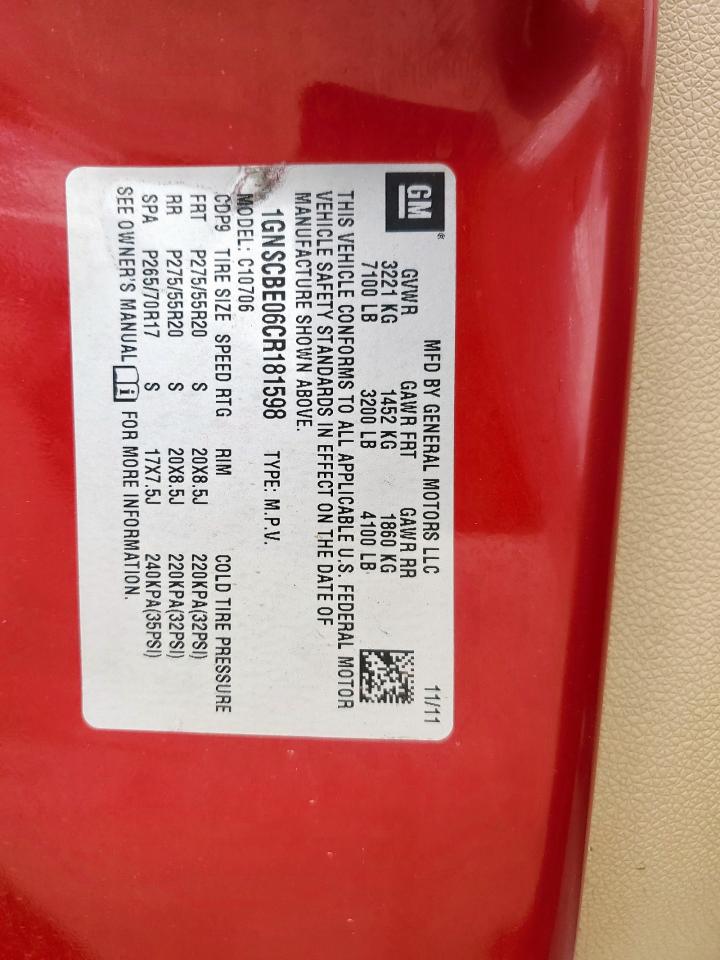 GM®
MFD BY GENERAL MOTORS LLC 11/11
GVWR GAWR FRT GAWR RR
3221 KG 1452 KG 1860 KG
7100 LB 3200 LB 4100 LB
THIS VEHICLE CONFORMS TO ALL APPLICABLE U.S. FEDERAL MOTOR
VEHICLE SAFETY STANDARDS IN EFFECT ON THE DATE OF
MANUFACTURE SHOWN ABOVE.
1GNSCBE06CR181598 TYPE: M.P.V.
MODEL: C10706
CDP9 TIRE SIZE SPEED RTG RIM COLD TIRE PRESSURE
FRT P275/55R20 S 20X8.5J 220KPA(32PSI)
RR P275/55R20 S 20X8.5J 220KPA(32PSI)
SPA P265/70R17 S 17X7.5J 240KPA(35PSI)
SEE OWNER'S MANUAL i FOR MORE INFORMATION.